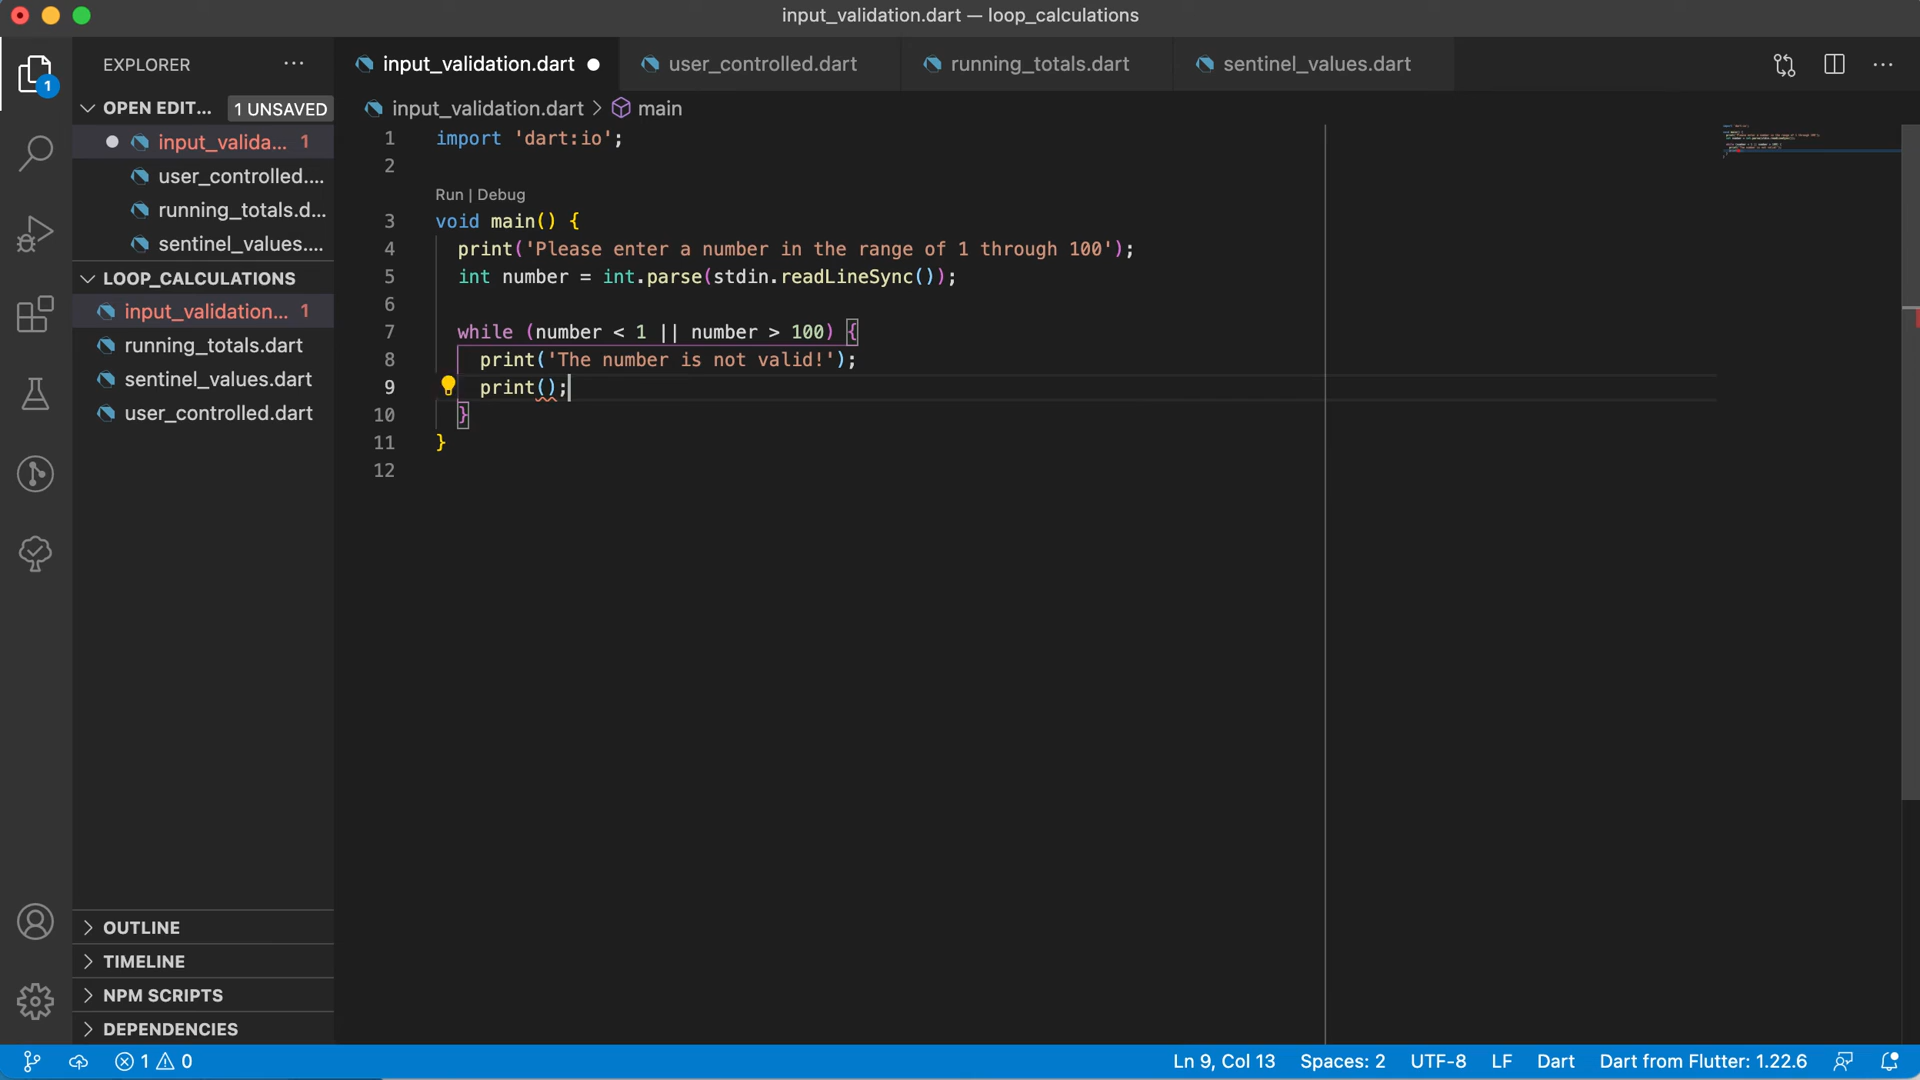 input_validation.dart — loop_calculations
EXPLORER
input_validation.dart
user_controlled.dart
running_totals.dart
sentinel_values.dart
1
OPEN EDIT...
1 UNSAVED
input_valida... 1
user_controlled....
running_totals.d...
sentinel_values....
LOOP_CALCULATIONS
input_validation... 1
running_totals.dart
sentinel_values.dart
user_controlled.dart
OUTLINE
TIMELINE
NPM SCRIPTS
DEPENDENCIES
input_validation.dart > main
1 import 'dart:io';
2
Run | Debug
3 void main() {
4 print('Please enter a number in the range of 1 through 100');
5 int number = int.parse(stdin.readLineSync());
6
7 while (number < 1 || number > 100) {
8 print('The number is not valid!');
9 print();
10 }
11 }
12
1 0
Ln 9, Col 13
Spaces: 2
UTF-8
LF
Dart
Dart from Flutter: 1.22.6